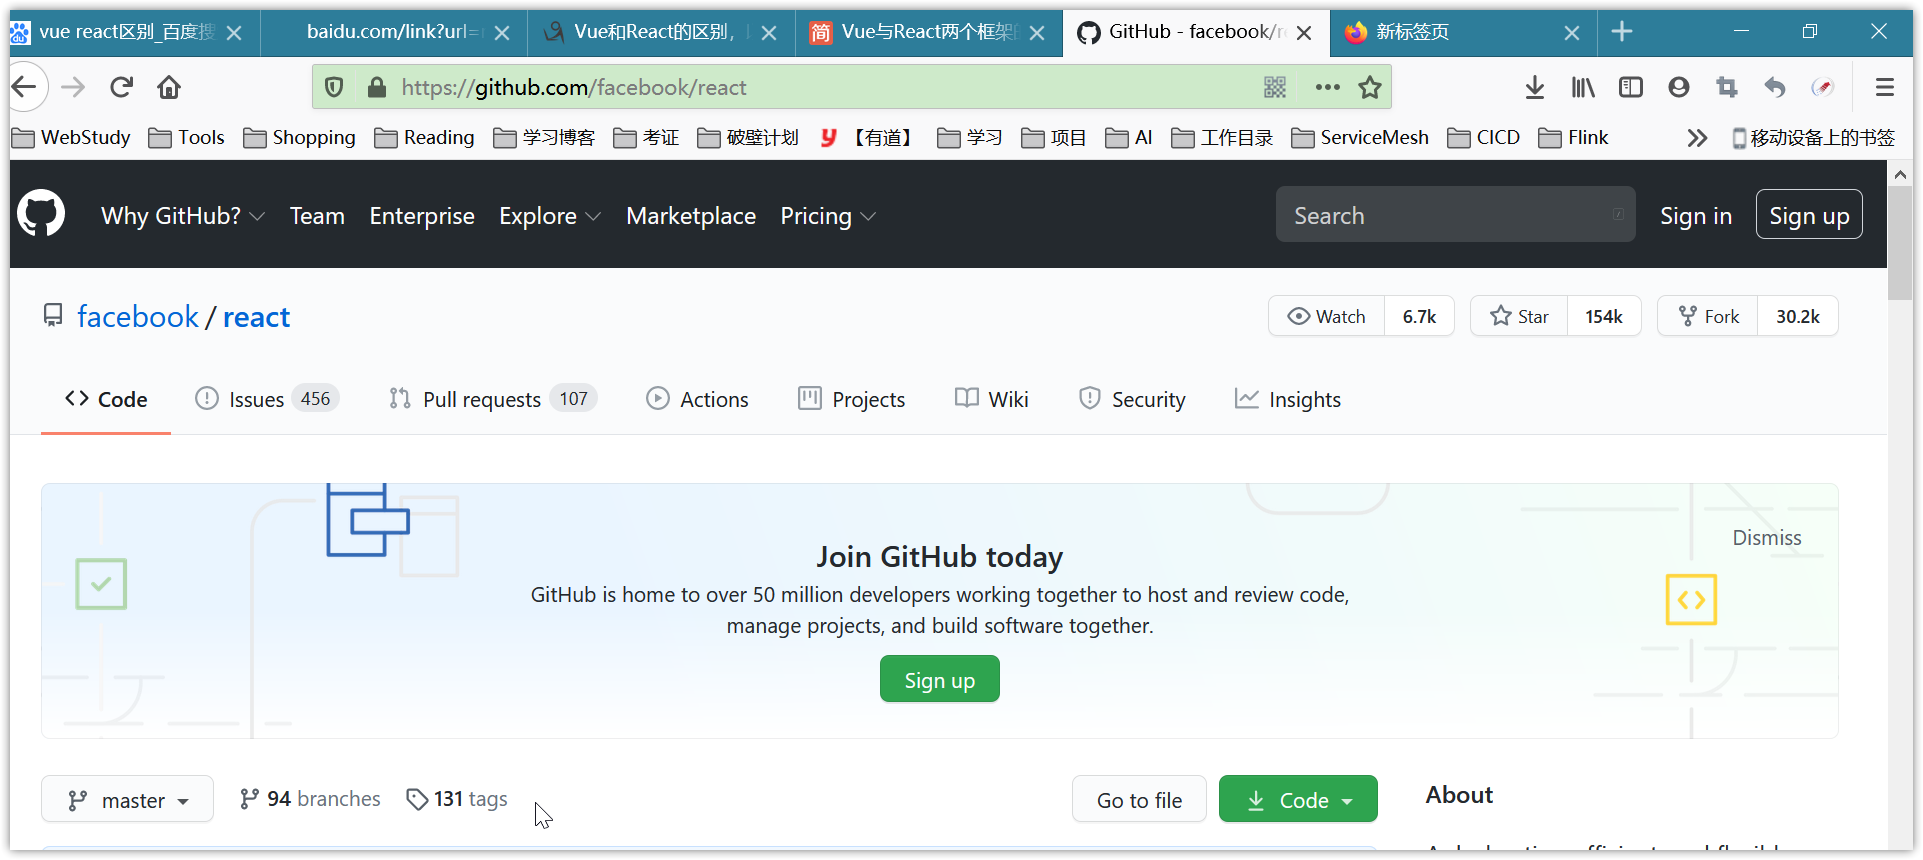 vue react区别_百度搜
baidu.com/link?url=
Vue和React的区别，
Vue与React两个框架的
GitHub - facebook/re
新标签页
https://github.com/facebook/react
WebStudy
Tools
Shopping
Reading
学习博客
考证
破壁计划
【有道】
学习
项目
AI
工作目录
ServiceMesh
CICD
Flink
移动设备上的书签
Why GitHub?
Team
Enterprise
Explore
Marketplace
Pricing
Search
/
Sign in
Sign up
facebook / react
Watch 6.7k
Star 154k
Fork 30.2k
Code
Issues 456
Pull requests 107
Actions
Projects
Wiki
Security
Insights
Dismiss
Join GitHub today
GitHub is home to over 50 million developers working together to host and review code,
manage projects, and build software together.
Sign up
master
94 branches
131 tags
Go to file
Code
About